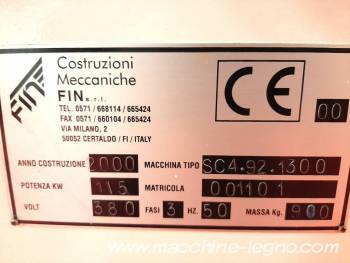 Costruzioni
Meccaniche
FIN s.r.l.
FINE
TEL. 0571 / 668114 / 665424
FAX 0571 / 660104 / 665424
VIA MILANO, 2
50052 CERTALDO / FI / ITALY
CE
00
ANNO COSTRUZIONE 2000 MACCHINA TIPO SC4.92.1300
POTENZA KW 115 MATRICOLA 001101
VOLT 380 FASI 3 HZ. 50 MASSA Kg. 900
www.macchine-legno.com